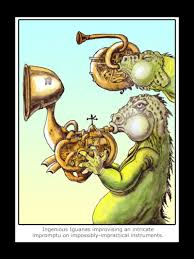 Ingenious Iguanas improvising an intricate
impromptu on impossibly-impractical instruments.